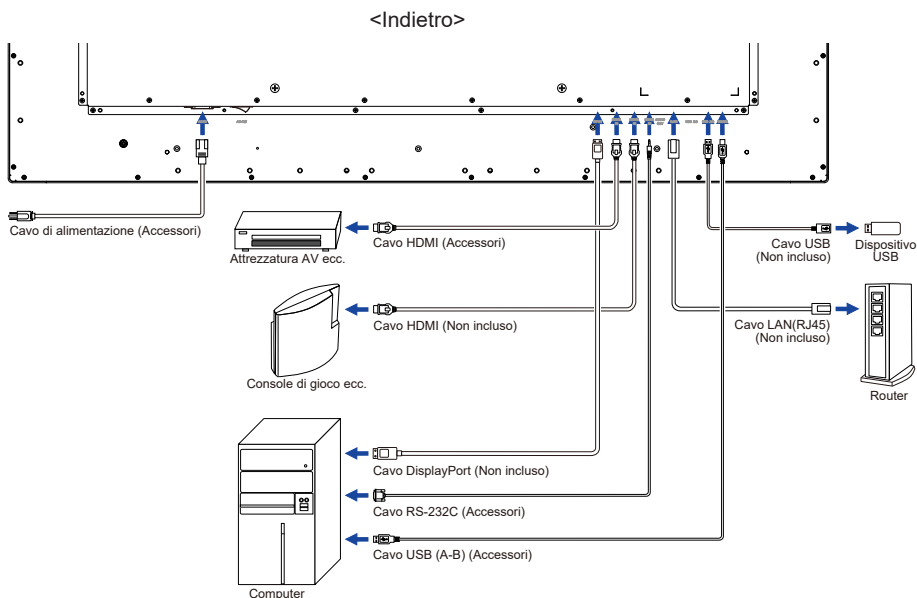 <Indietro>
Cavo di alimentazione (Accessori)
Attrezzatura AV ecc.
Cavo HDMI (Accessori)
Cavo USB
(Non incluso)
Dispositivo
USB
Console di gioco ecc.
Cavo HDMI (Non incluso)
Cavo LAN(RJ45)
(Non incluso)
Router
Cavo DisplayPort (Non incluso)
Cavo RS-232C (Accessori)
Cavo USB (A-B) (Accessori)
Computer